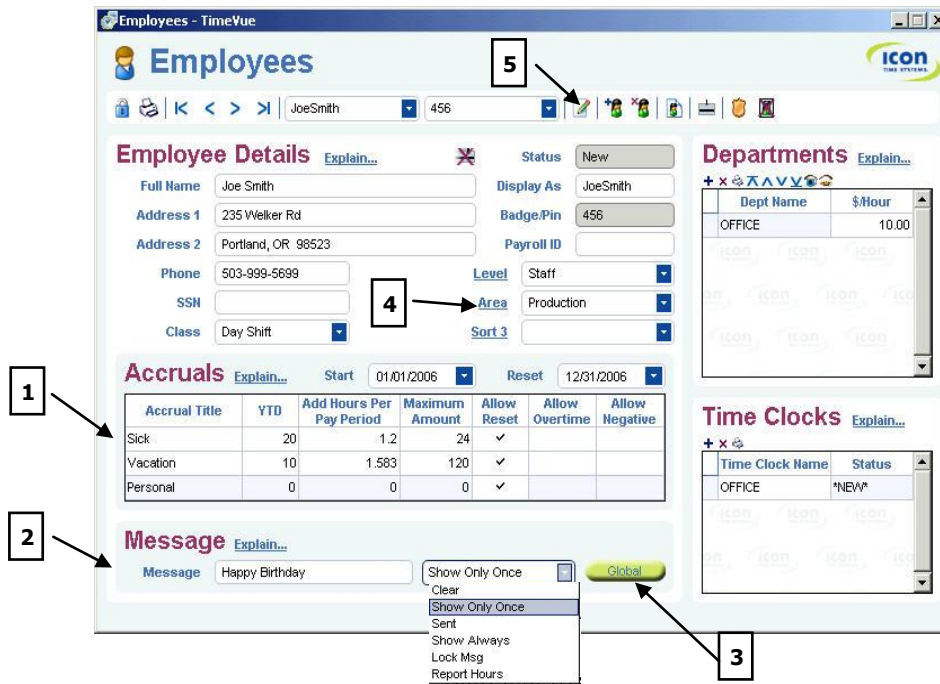 Employees - TimeVue
Employees
5
icon
TIME SYSTEMS
JoeSmith 456
Employee Details Explain...
Status New
Full Name Joe Smith
Display As JoeSmith
Address 1 235 Welker Rd
Badge/Pin 456
Address 2 Portland, OR 98523
Payroll ID
Phone 503-999-5699
Level Staff
SSN
4
Area Production
Class Day Shift
Sort 3
Departments Explain...
Dept Name $/Hour
OFFICE 10.00
1
Accruals Explain... Start 01/01/2006 Reset 12/31/2006
Accrual Title YTD Add Hours Per Pay Period Maximum Amount Allow Reset Allow Overtime Allow Negative
Sick 20 1.2 24
Vacation 10 1.583 120
Personal 0 0 0
Time Clocks Explain...
Time Clock Name Status
OFFICE *NEW*
2
Message Explain...
Message Happy Birthday Show Only Once Global
Clear
Show Only Once
Sent
Show Always
Lock Msg
Report Hours
3